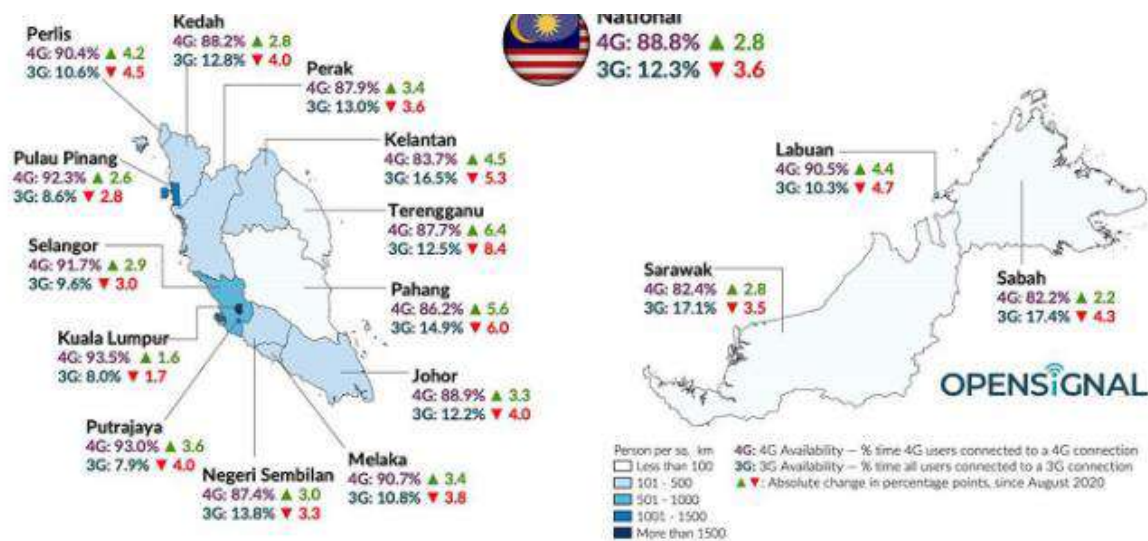 National
4G: 88.8% ▲ 2.8
3G: 12.3% ▼ 3.6
Perlis
4G: 90.4% ▲ 4.2
3G: 10.6% ▼ 4.5
Kedah
4G: 88.2% ▲ 2.8
3G: 12.8% ▼ 4.0
Perak
4G: 87.9% ▲ 3.4
3G: 13.0% ▼ 3.6
Pulau Pinang
4G: 92.3% ▲ 2.6
3G: 8.6% ▼ 2.8
Kelantan
4G: 83.7% ▲ 4.5
3G: 16.5% ▼ 5.3
Terengganu
4G: 87.7% ▲ 6.4
3G: 12.5% ▼ 8.4
Selangor
4G: 91.7% ▲ 2.9
3G: 9.6% ▼ 3.0
Pahang
4G: 86.2% ▲ 5.6
3G: 14.9% ▼ 6.0
Kuala Lumpur
4G: 93.5% ▲ 1.6
3G: 8.0% ▼ 1.7
Johor
4G: 88.9% ▲ 3.3
3G: 12.2% ▼ 4.0
Putrajaya
4G: 93.0% ▲ 3.6
3G: 7.9% ▼ 4.0
Negeri Sembilan
4G: 87.4% ▲ 3.0
3G: 13.8% ▼ 3.3
Melaka
4G: 90.7% ▲ 3.4
3G: 10.8% ▼ 3.8
Labuan
4G: 90.5% ▲ 4.4
3G: 10.3% ▼ 4.7
Sarawak
4G: 82.4% ▲ 2.8
3G: 17.1% ▼ 3.5
Sabah
4G: 82.2% ▲ 2.2
3G: 17.4% ▼ 4.3
OPENSIGNAL
Person per sq. km
Less than 100
101 - 500
501 - 1000
1001 - 1500
More than 1500
4G: 4G Availability — % time 4G users connected to a 4G connection
3G: 3G Availability — % time all users connected to a 3G connection
▲ ▼: Absolute change in percentage points, since August 2020